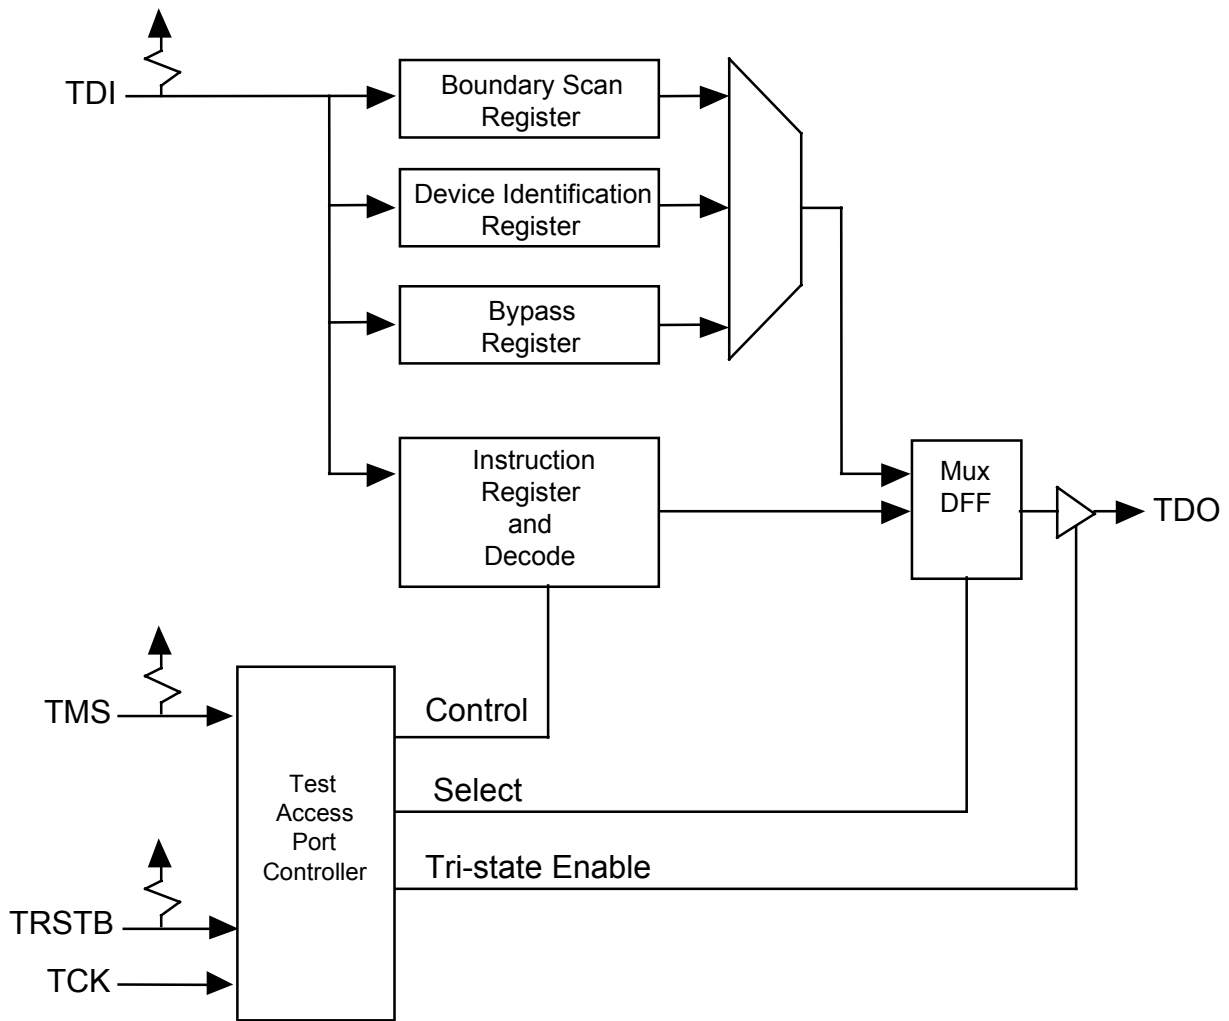 TDI
Boundary Scan
Register
Device Identification
Register
Bypass
Register
Instruction
Register
and
Decode
Mux
DFF
TDO
TMS
Control
Test
Access
Port
Controller
Select
Tri-state Enable
TRSTB
TCK